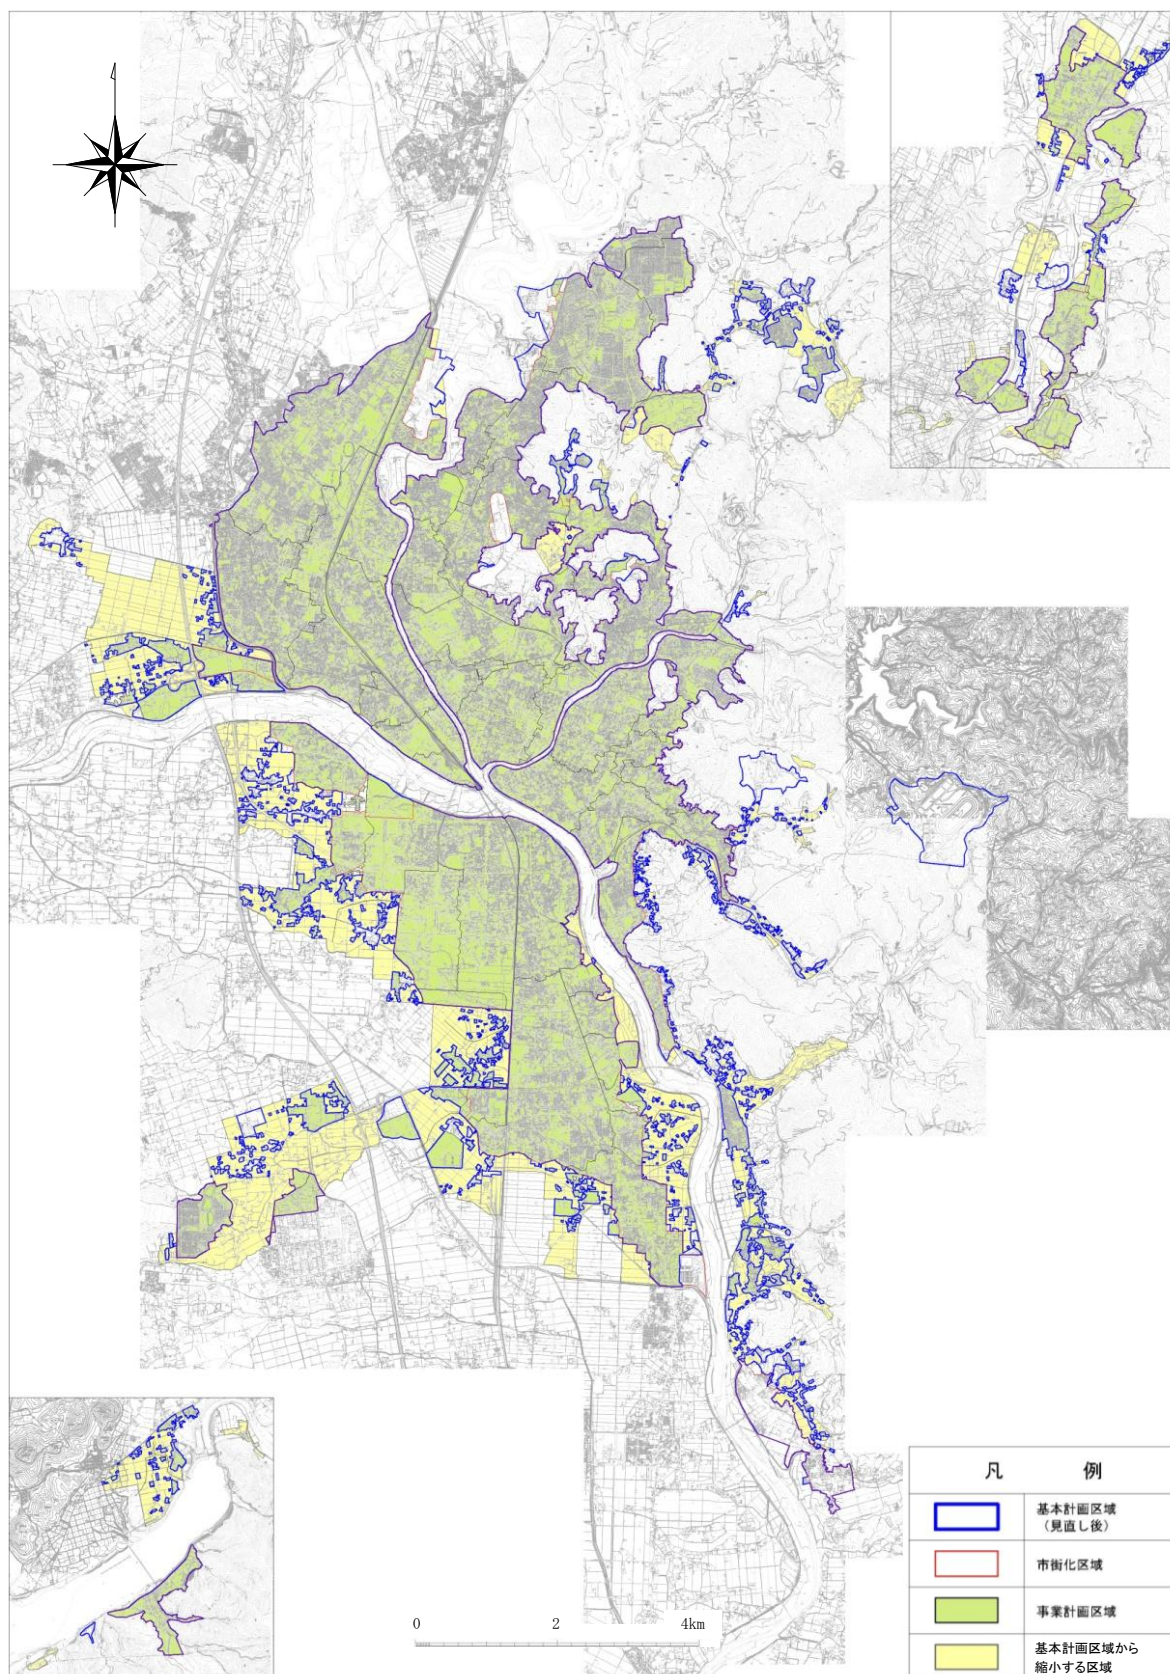 0 2 4km
凡 例
基本計画区域
（見直し後）
市街化区域
事業計画区域
基本計画区域から
縮小する区域